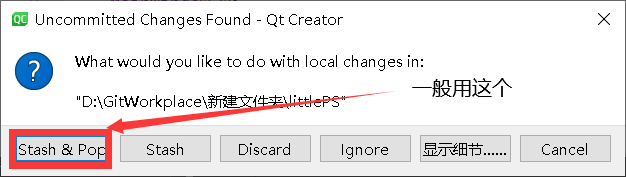 QC Uncommitted Changes Found - Qt Creator
What would you like to do with local changes in:
"D:\GitWorkplace\新建文件夹\littlePS"
一般用这个
Stash & Pop Stash Discard Ignore 显示细节...... Cancel